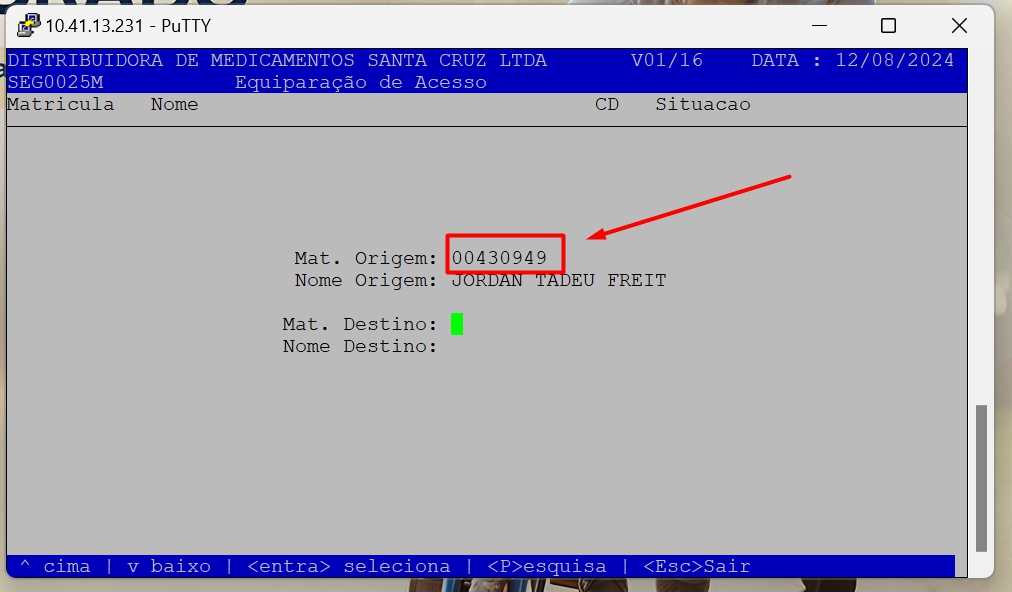 10.41.13.231 - PuTTY
DISTRIBUIDORA DE MEDICAMENTOS SANTA CRUZ LTDA V01/16 DATA : 12/08/2024
SEG0025M Equiparação de Acesso
Matricula Nome CD Situacao
Mat. Origem: 00430949
Nome Origem: JORDAN TADEU FREIT
Mat. Destino:
Nome Destino:
^ cima | v baixo | <entra> seleciona | <P>esquisa | <Esc>Sair